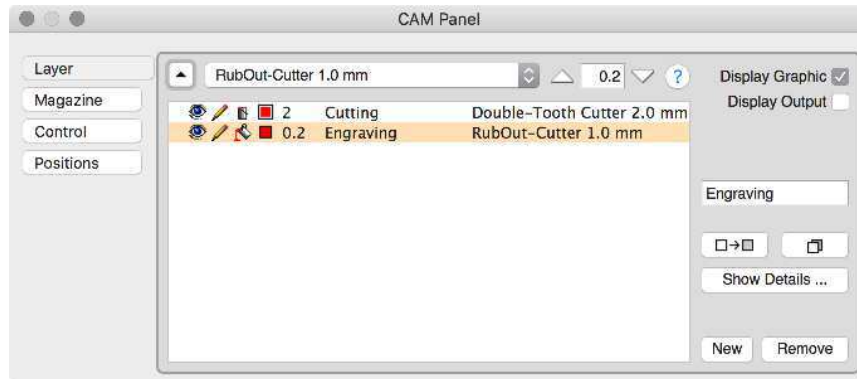 CAM Panel
Layer
Magazine
Control
Positions
RubOut-Cutter 1.0 mm
0.2
?
Display Graphic
Display Output
2 Cutting Double-Tooth Cutter 2.0 mm
0.2 Engraving RubOut-Cutter 1.0 mm
Engraving
Show Details ...
New
Remove